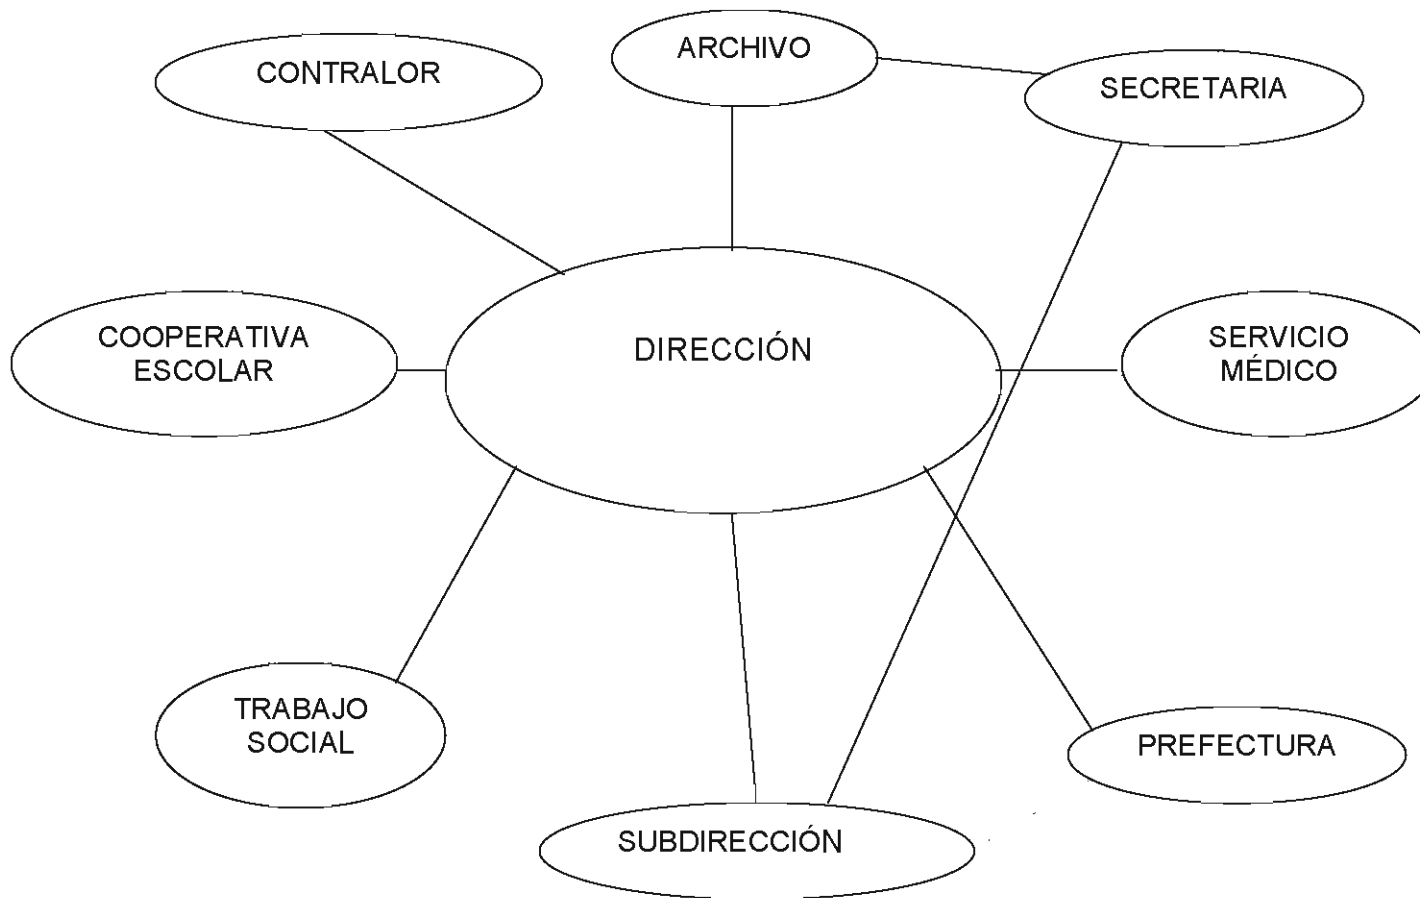 ARCHIVO
CONTRALOR
SECRETARIA
COOPERATIVA
ESCOLAR
DIRECCIÓN
SERVICIO
MÉDICO
TRABAJO
SOCIAL
PREFECTURA
SUBDIRECCIÓN